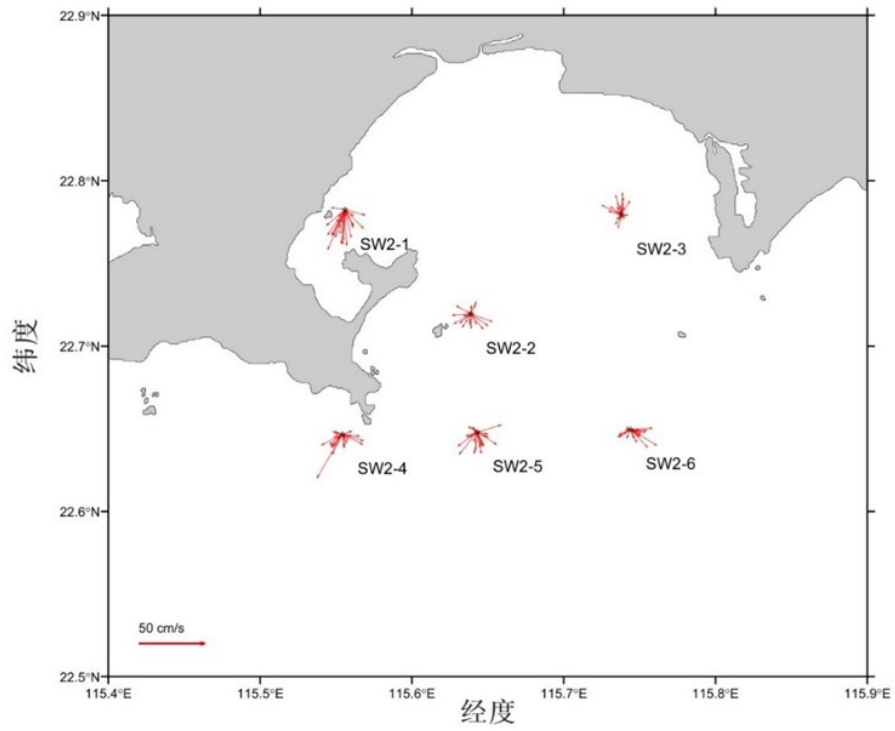 22.9°N
22.8°N
SW2-1
SW2-3
22.7°N
SW2-2
SW2-4
SW2-5
SW2-6
22.6°N
50 cm/s
22.5°N
115.4°E
115.5°E
115.6°E
115.7°E
115.8°E
115.9°E
纬度
经度